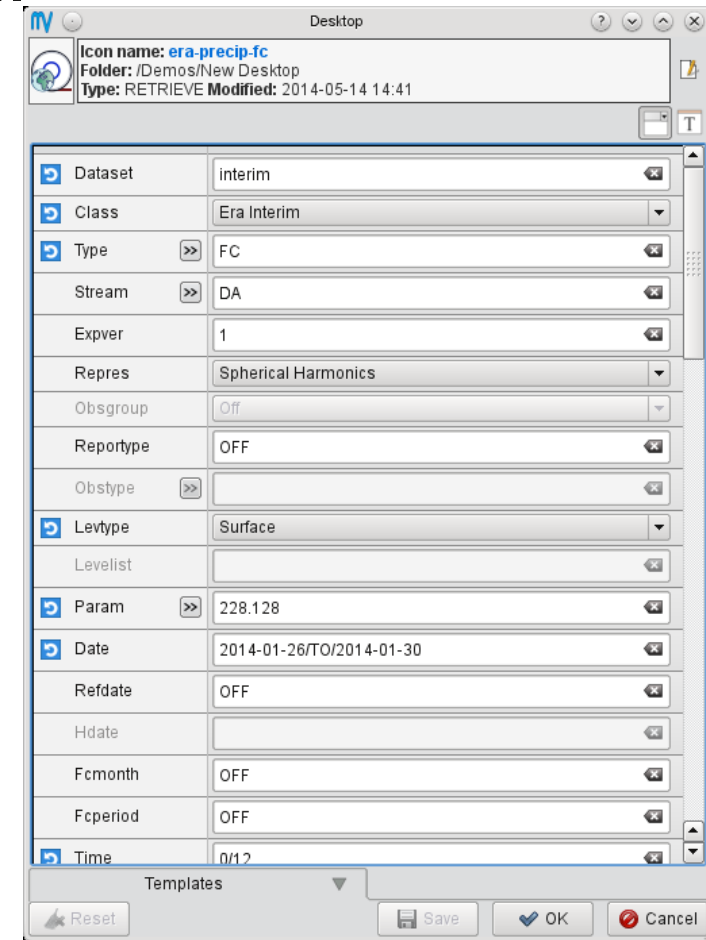 Desktop
Icon name: era-precip-fc
Folder: /Demos/New Desktop
Type: RETRIEVE Modified: 2014-05-14 14:41
T
Dataset interim
Class Era Interim
Type >> FC
Stream >> DA
Expver 1
Repres Spherical Harmonics
Obsgroup Off
Reportype OFF
Obstype >>
Levtype Surface
Levelist
Param >> 228.128
Date 2014-01-26/TO/2014-01-30
Refdate OFF
Hdate
Fcmonth OFF
Fcperiod OFF
Time 0/12
Templates
Reset Save OK Cancel